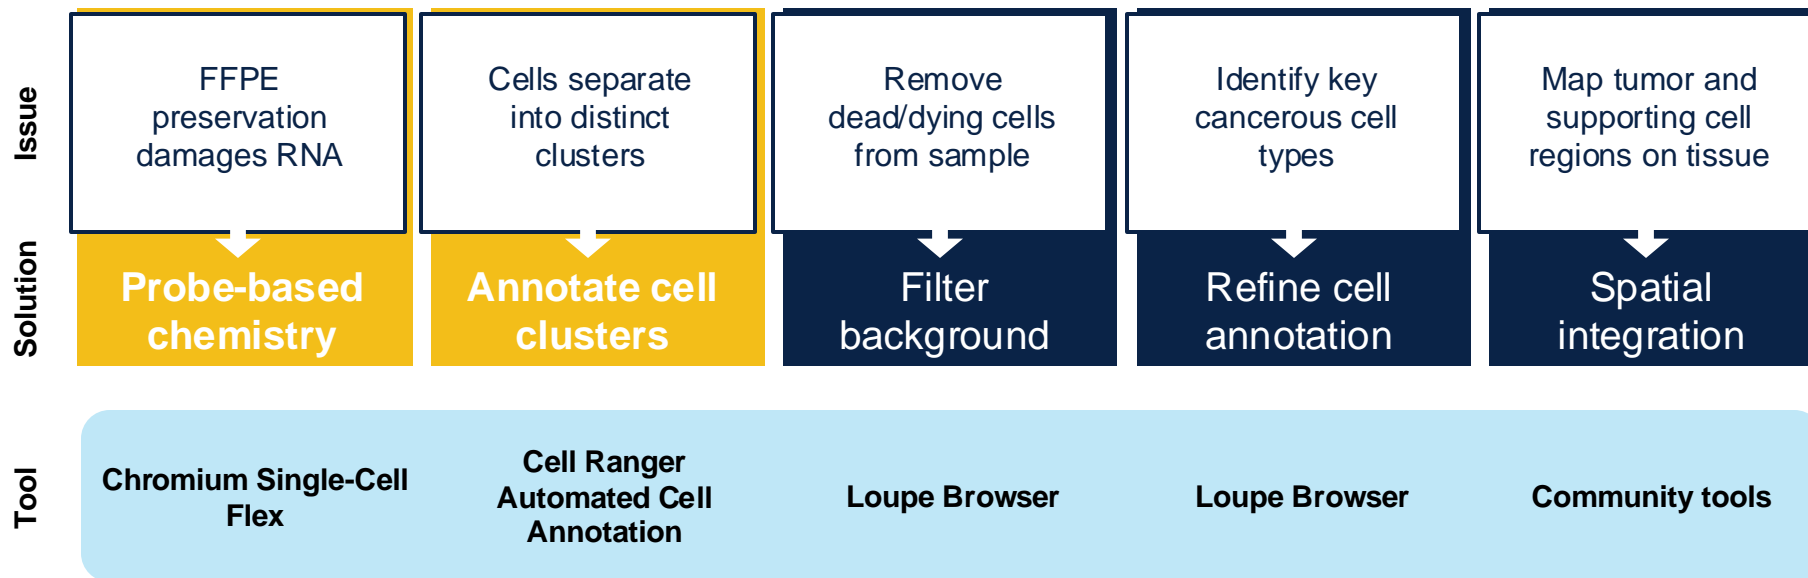 Issue
FFPE
preservation
damages RNA
Cells separate
into distinct
clusters
Remove
dead/dying cells
from sample
Identify key
cancerous cell
types
Map tumor and
supporting cell
regions on tissue
Solution
Probe-based
chemistry
Annotate cell
clusters
Filter
background
Refine cell
annotation
Spatial
integration
Tool
Chromium Single-Cell
Flex
Cell Ranger
Automated Cell
Annotation
Loupe Browser
Loupe Browser
Community tools